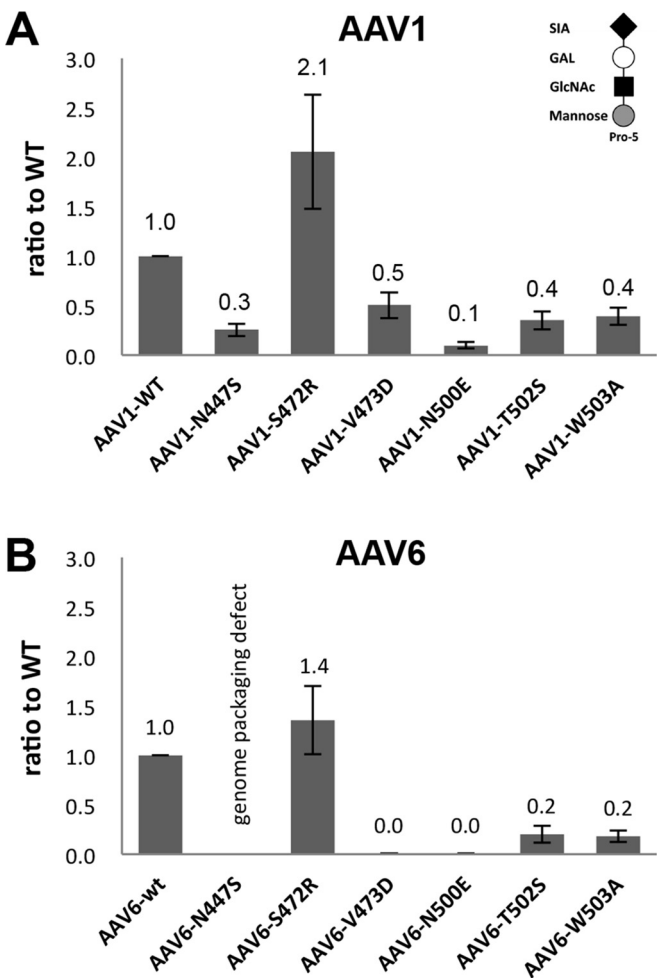 A
AAV1
SIA
GAL
GlcNAc
Mannose
Pro-5
ratio to WT
3.0
2.5
2.0
1.5
1.0
0.5
0.0
1.0
0.3
2.1
0.5
0.1
0.4
0.4
AAV1-WT
AAV1-N447S
AAV1-S472R
AAV1-V473D
AAV1-N500E
AAV1-T502S
AAV1-W503A
B
AAV6
ratio to WT
3.0
2.5
2.0
1.5
1.0
0.5
0.0
1.0
genome packaging defect
1.4
0.0
0.0
0.2
0.2
AAV6-wt
AAV6-N447S
AAV6-S472R
AAV6-V473D
AAV6-N500E
AAV6-T502S
AAV6-W503A